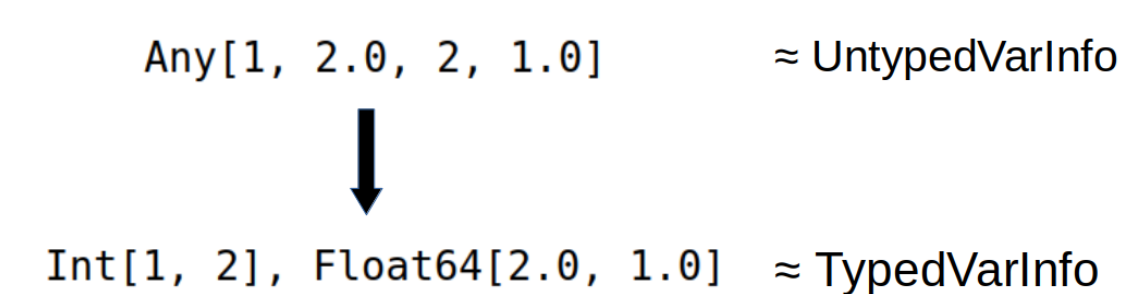 Any[1, 2.0, 2, 1.0] ≈ UntypedVarInfo
Int[1, 2], Float64[2.0, 1.0] ≈ TypedVarInfo